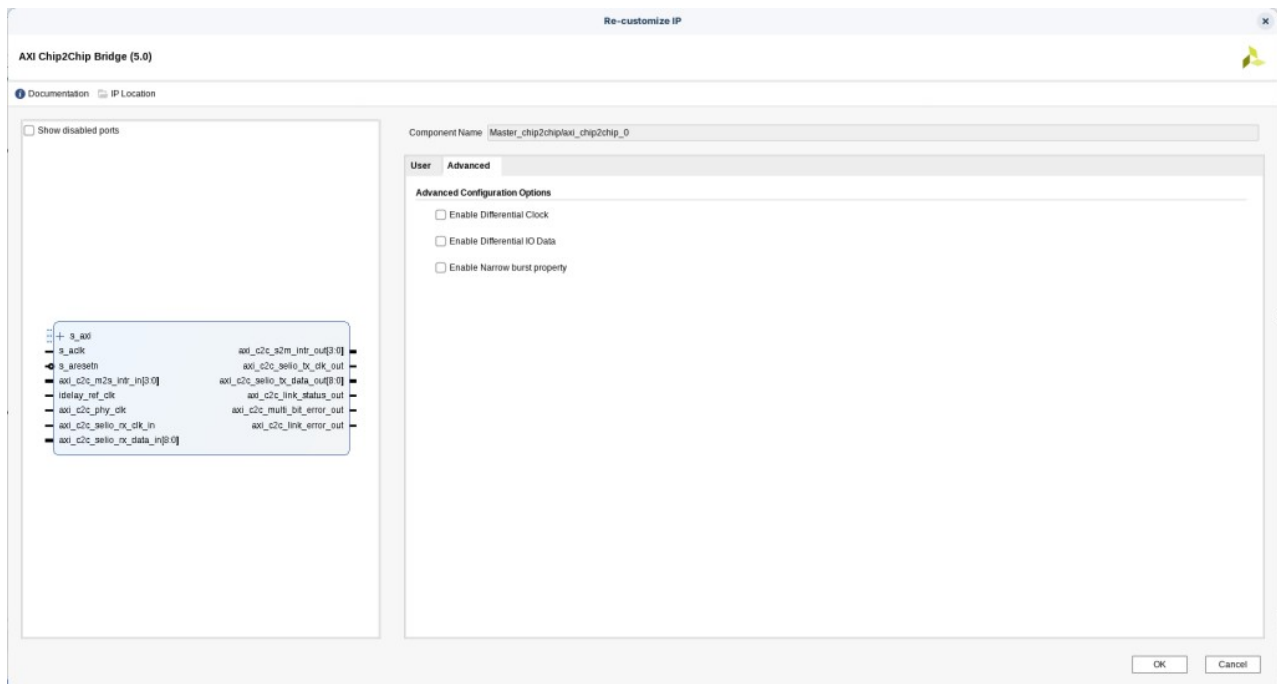 Re-customize IP
AXI Chip2Chip Bridge (5.0)
Documentation IP Location
Show disabled ports
s_axi
s_aclk
s_aresetn
axi_c2c_m2s_intr_in[3:0]
idelay_ref_clk
axi_c2c_phy_clk
axi_c2c_selio_rx_clk_in
axi_c2c_selio_rx_data_in[8:0]
axi_c2c_s2m_intr_out[3:0]
axi_c2c_selio_tx_clk_out
axi_c2c_selio_tx_data_out[8:0]
axi_c2c_link_status_out
axi_c2c_multi_bit_error_out
axi_c2c_link_error_out
Component Name Master_chip2chip/axi_chip2chip_0
User Advanced
Advanced Configuration Options
Enable Differential Clock
Enable Differential IO Data
Enable Narrow burst property
OK Cancel